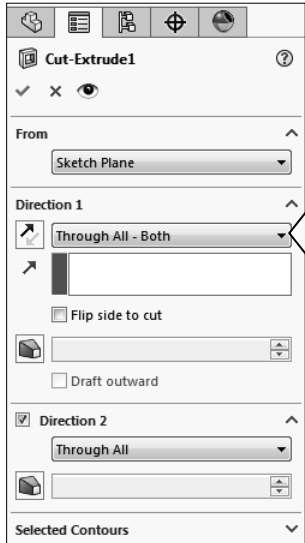 Cut-Extrude1
From
Sketch Plane
Direction 1
Through All - Both
Flip side to cut
Draft outward
Direction 2
Through All
Selected Contours